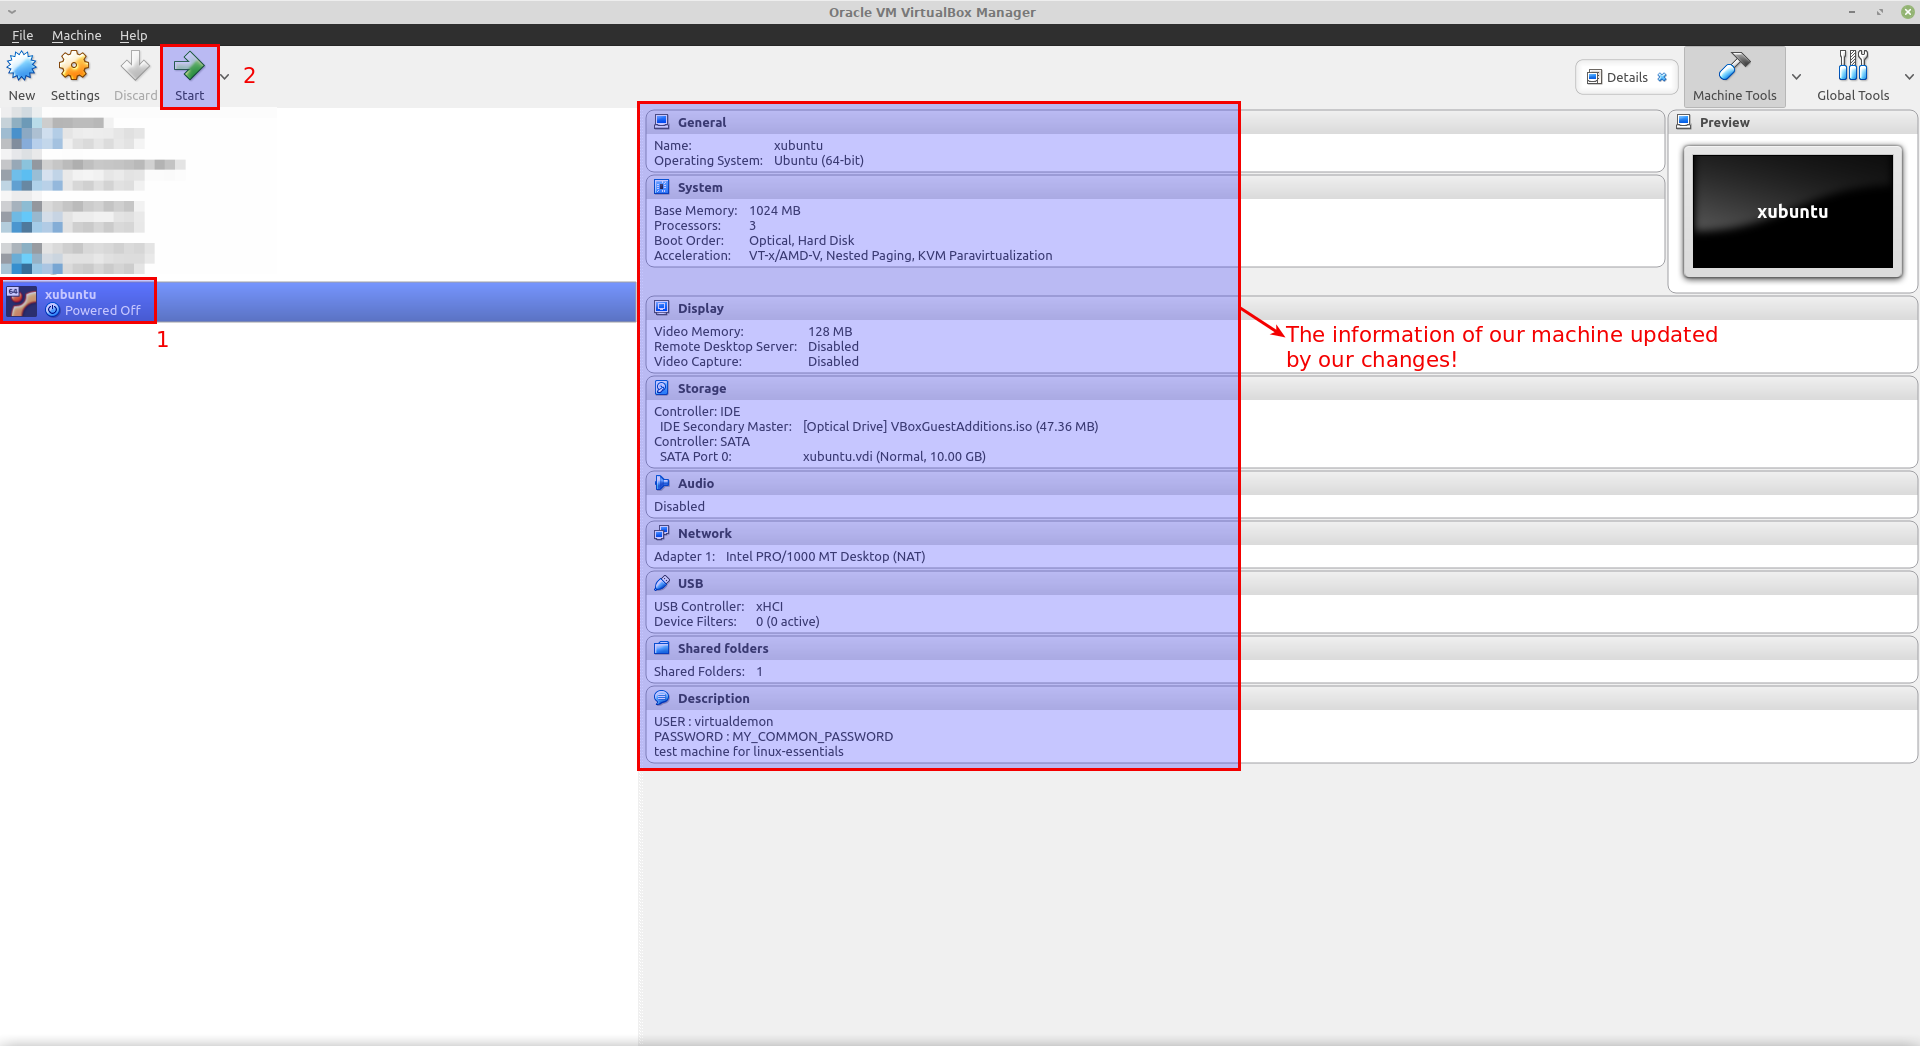 Oracle VM VirtualBox Manager
File Machine Help
New Settings Discard Start 2
Details Machine Tools Global Tools
64 xubuntu
Powered Off
1
General
Name: xubuntu
Operating System: Ubuntu (64-bit)
System
Base Memory: 1024 MB
Processors: 3
Boot Order: Optical, Hard Disk
Acceleration: VT-x/AMD-V, Nested Paging, KVM Paravirtualization
Preview
xubuntu
Display
Video Memory: 128 MB
Remote Desktop Server: Disabled
Video Capture: Disabled
The information of our machine updated
by our changes!
Storage
Controller: IDE
IDE Secondary Master: [Optical Drive] VBoxGuestAdditions.iso (47.36 MB)
Controller: SATA
SATA Port 0: xubuntu.vdi (Normal, 10.00 GB)
Audio
Disabled
Network
Adapter 1: Intel PRO/1000 MT Desktop (NAT)
USB
USB Controller: xHCI
Device Filters: 0 (0 active)
Shared folders
Shared Folders: 1
Description
USER : virtualdemon
PASSWORD : MY_COMMON_PASSWORD
test machine for linux-essentials